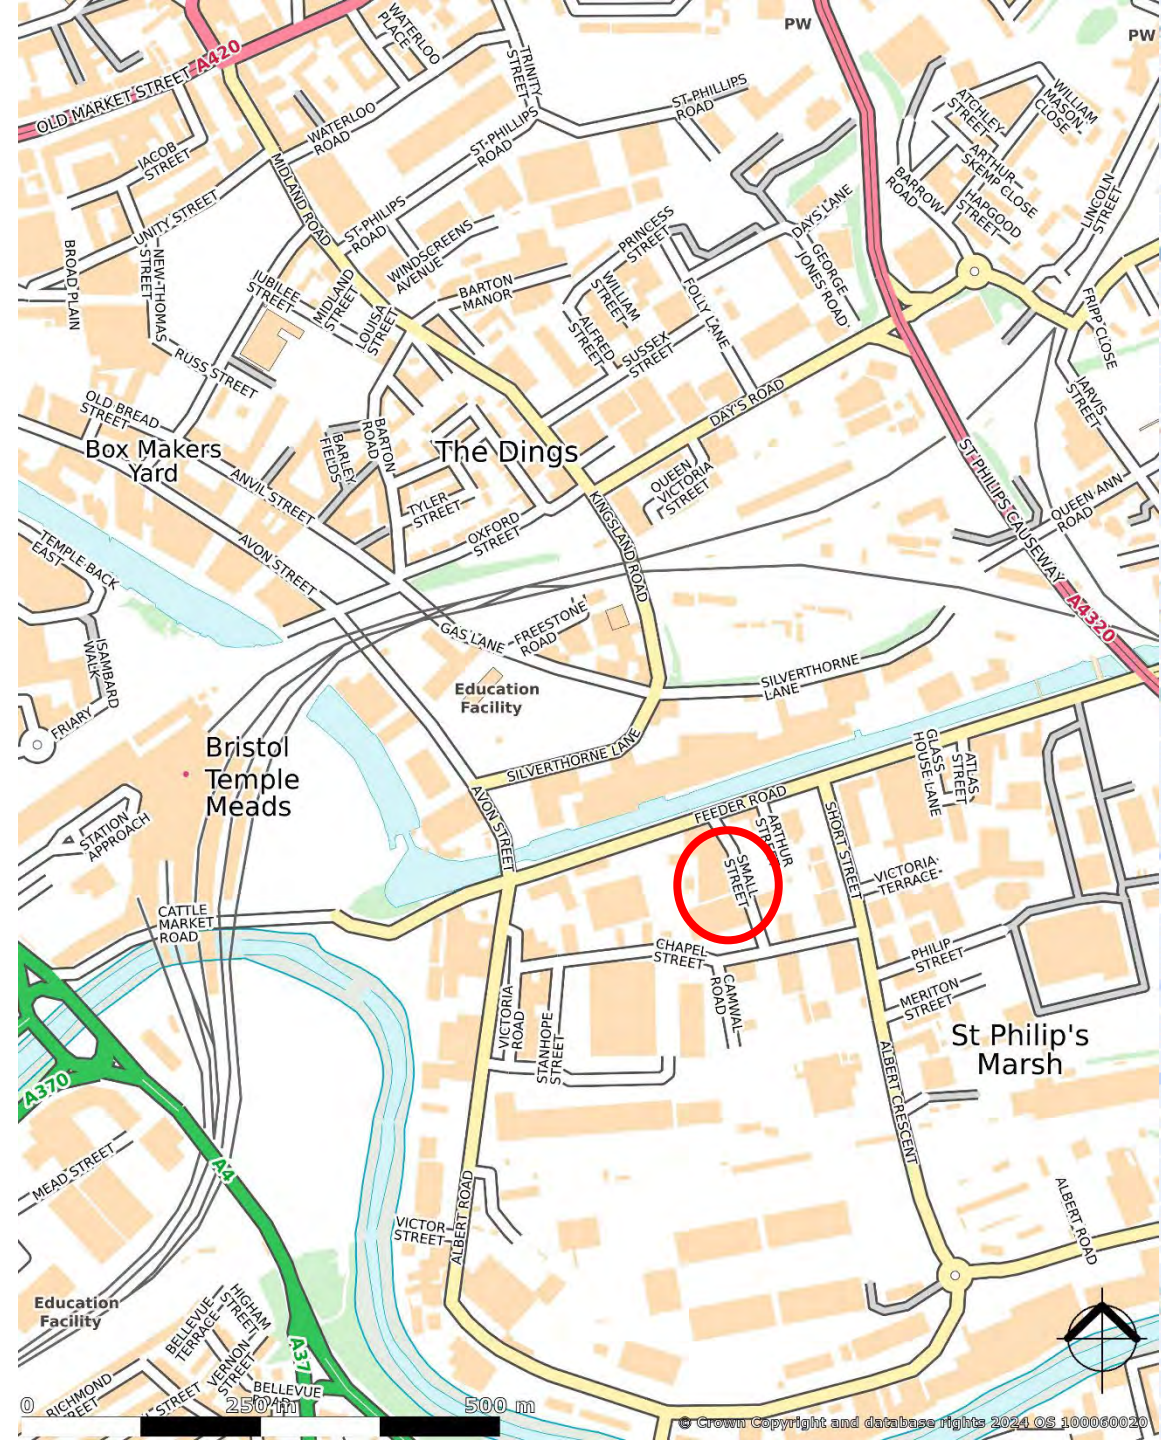 PW
PW
WATERLOO
PLACE
TRINITY
STREET
A420
OLD MARKET STREET
ST-PHILLIPS
ROAD
WILLIAM
MASON
CLOSE
ATCHLEY
STREET
WATERLOO
ROAD
ST-PHILLIPS
ROAD
JACOB
STREET
ARTHUR
SKEMP CLOSE
BARROW
ROAD
HAPGOOD
STREET
LINCOLN
STREET
MIDLAND ROAD
UNITY STREET
ST-PHILIPS
ROAD
DAYS LANE
PRINCESS
STREET
WINDSCREENS
AVENUE
GEORGE
JONES ROAD
BROAD PLAIN
NEW-THOMAS
STREET
JUBILEE
STREET
MIDLAND
STREET
LOUISA
STREET
BARTON
MANOR
WILLIAM
STREET
FOLLY LANE
ALFRED
STREET
SUSSEX
STREET
FRIPP CLOSE
RUSS STREET
JARVIS
STREET
DAY'S ROAD
OLD BREAD
STREET
Box Makers
Yard
BARLEY
FIELDS
BARTON
ROAD
The Dings
ANVIL STREET
QUEEN
VICTORIA
STREET
ST PHILIPS CAUSEWAY
QUEEN ANN
ROAD
TYLER
STREET
OXFORD
STREET
KINGSLAND ROAD
AVON STREET
TEMPLE BACK
EAST
A4320
GAS LANE
FREESTONE
ROAD
ISAMBARD
WALK
Education
Facility
SILVERTHORNE
LANE
FRIARY
Bristol
Temple
Meads
SILVERTHORNE LANE
GLASS
HOUSE-LANE
ATLAS
STREET
AVON STREET
FEEDER ROAD
STATION
APPROACH
ARTHUR
STREET
SHORT STREET
SMALL
STREET
VICTORIA
TERRACE
CATTLE
MARKET
ROAD
CHAPEL
STREET
PHILIP
STREET
CAMWAL
ROAD
MERITON
STREET
VICTORIA
ROAD
STANHOPE
STREET
St Philip's
Marsh
ALBERT CRESCENT
A370
A4
MEAD STREET
ALBERT ROAD
VICTOR
STREET
ALBERT ROAD
Education
Facility
HIGHAM
STREET
BELLEVUE
TERRACE
VERNON
STREET
A37
BELLEVUE
ROAD
RICHMOND
STREET
STREET
0
250 m
500 m
© Crown Copyright and database rights 2024 OS 100060020